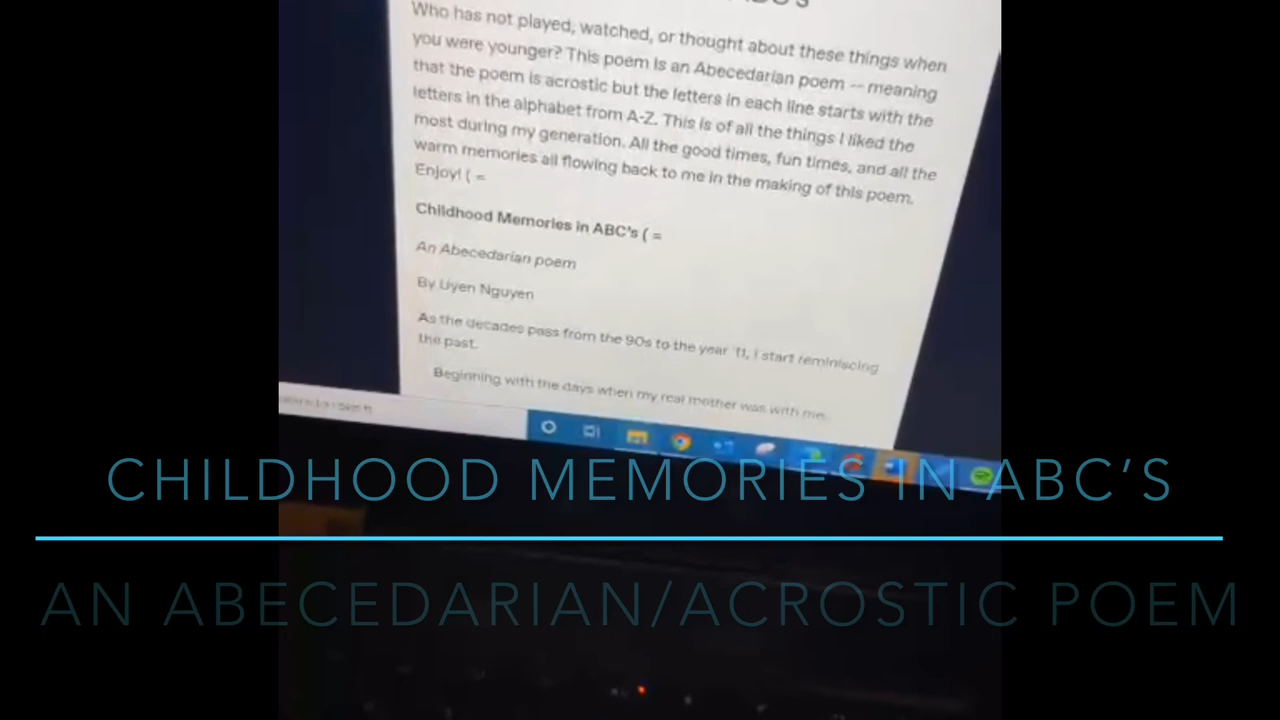 ABC's
Who has not played, watched, or thought about these things when
you were younger? This poem is an Abecedarian poem -- meaning
that the poem is acrostic but the letters in each line starts with the
letters in the alphabet from A-Z. This is of all the things I liked the
most during my generation. All the good times, fun times, and all the
warm memories all flowing back to me in the making of this poem.
Enjoy! ( =
Childhood Memories in ABC's ( =
An Abecedarian poem
By Uyen Nguyen
As the decades pass from the 90s to the year '11, I start reminiscing
the past.
Beginning with the days when my real mother was with me.
CHILDHOOD MEMORIES IN ABC’S
AN ABECEDARIAN/ACROSTIC POEM